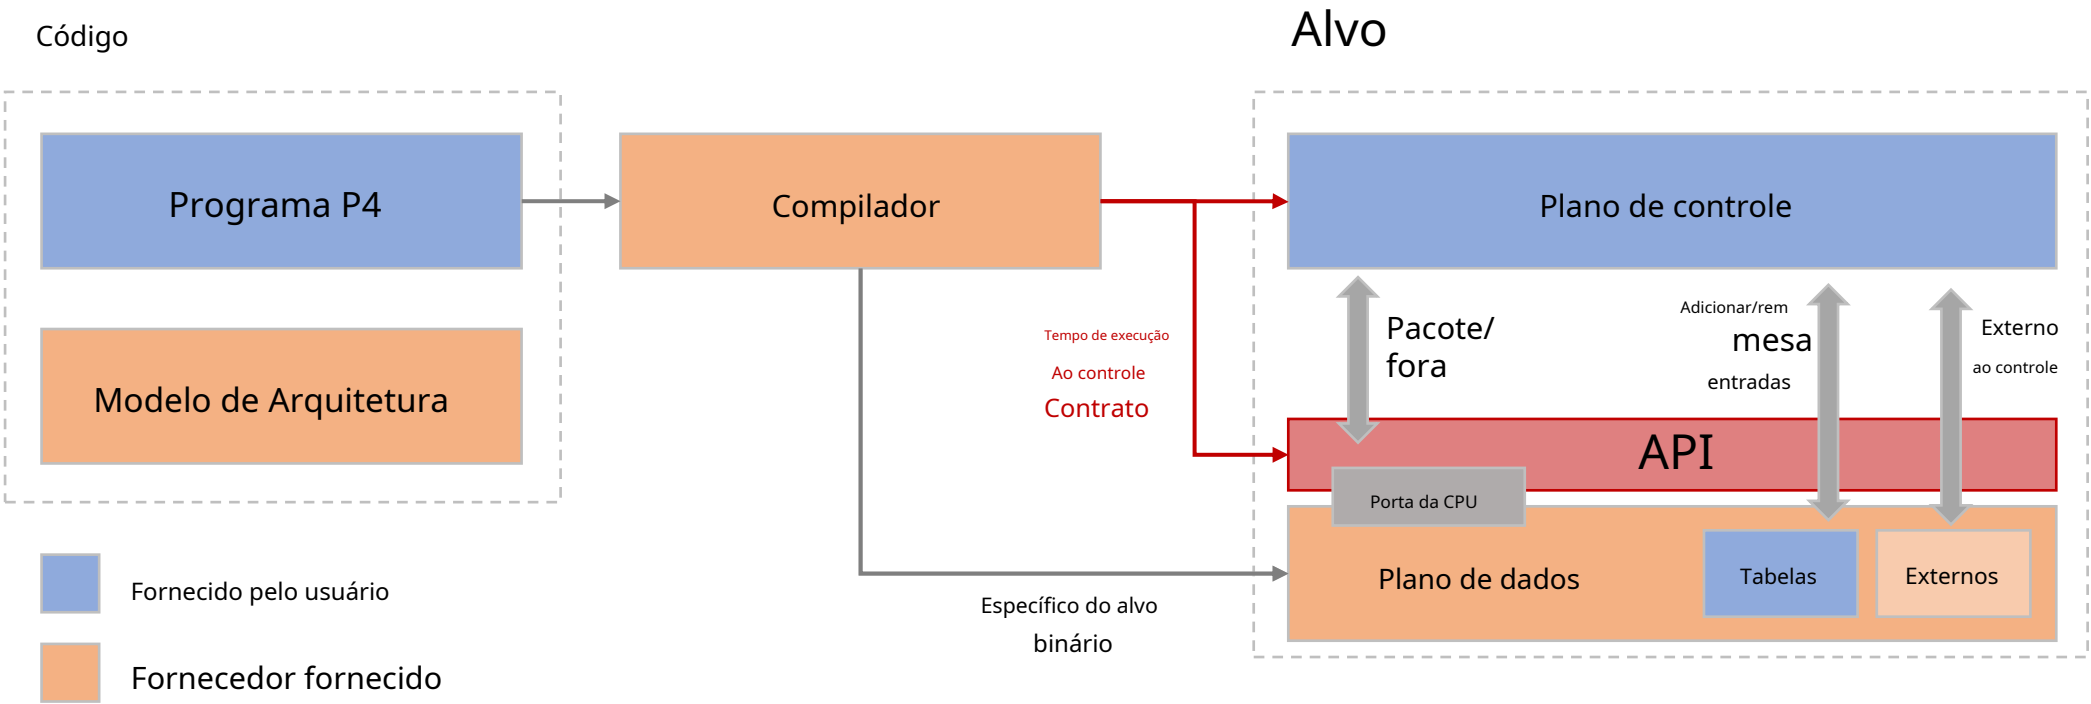 Código
Alvo
Programa P4
Compilador
Plano de controle
Modelo de Arquitetura
Tempo de execução
Ao controle
Contrato
Pacote/
fora
Adicionar/rem
mesa
entradas
Externo
ao controle
API
Porta da CPU
Plano de dados
Tabelas
Externos
Específico do alvo
binário
Fornecido pelo usuário
Fornecedor fornecido